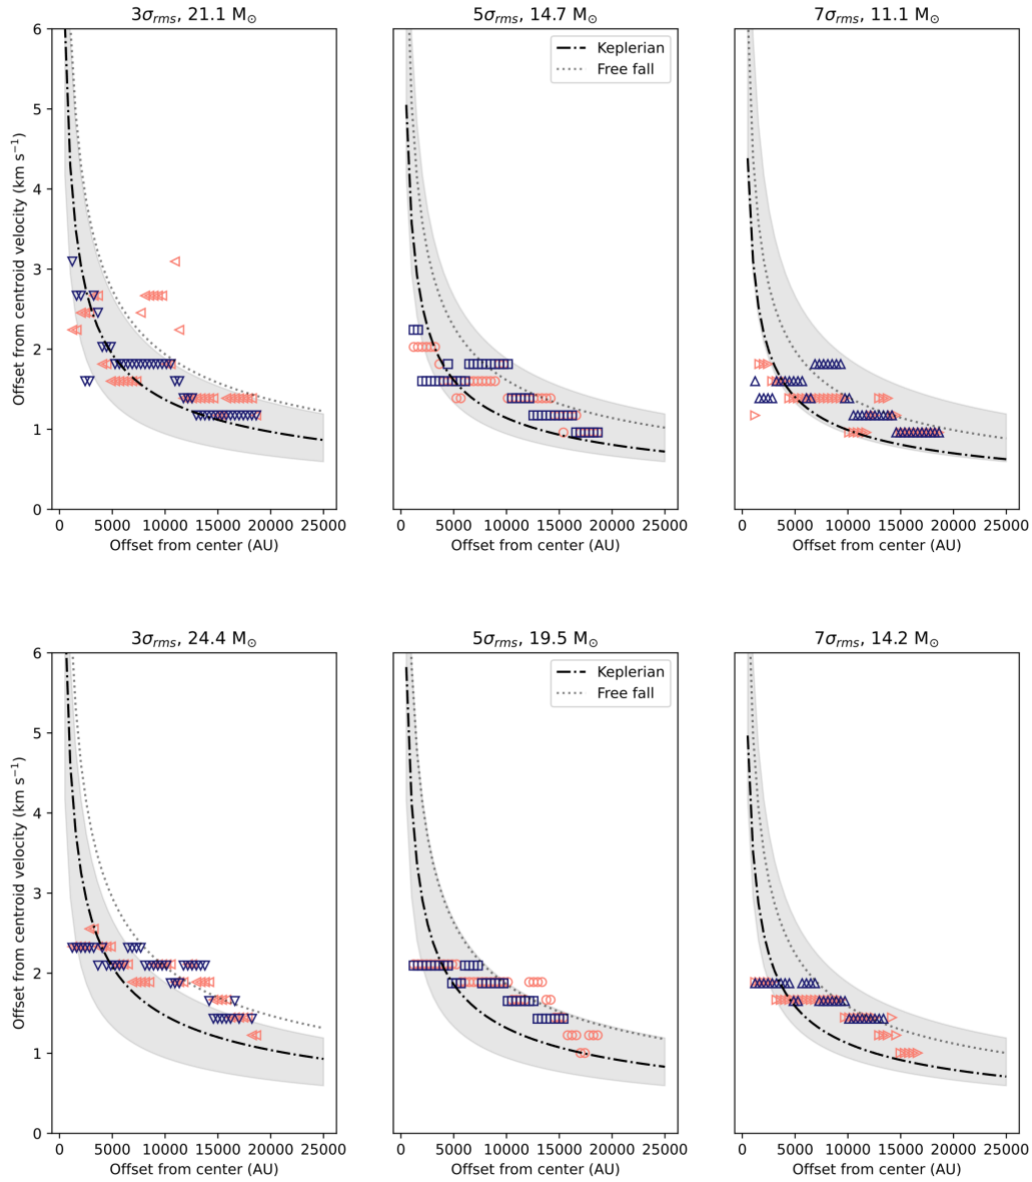 3σrms, 21.1 M⊙
5σrms, 14.7 M⊙
7σrms, 11.1 M⊙
Offset from centroid velocity (km s⁻¹)
6
5
4
3
2
1
0
Keplerian
Free fall
0 5000 10000 15000 20000 25000
0 5000 10000 15000 20000 25000
0 5000 10000 15000 20000 25000
Offset from center (AU)
Offset from center (AU)
Offset from center (AU)
3σrms, 24.4 M⊙
5σrms, 19.5 M⊙
7σrms, 14.2 M⊙
Offset from centroid velocity (km s⁻¹)
6
5
4
3
2
1
0
Keplerian
Free fall
0 5000 10000 15000 20000 25000
0 5000 10000 15000 20000 25000
0 5000 10000 15000 20000 25000
Offset from center (AU)
Offset from center (AU)
Offset from center (AU)